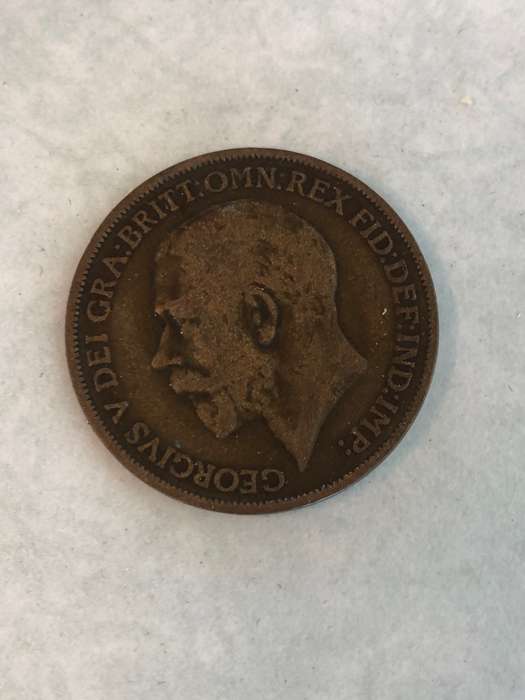 GEORGIVS V DEI GRA: BRITT: OMN: REX FID: DEF: IND: IMP: